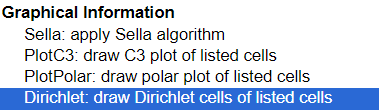 Graphical Information
Sella: apply Sella algorithm
PlotC3: draw C3 plot of listed cells
PlotPolar: draw polar plot of listed cells
Dirichlet: draw Dirichlet cells of listed cells